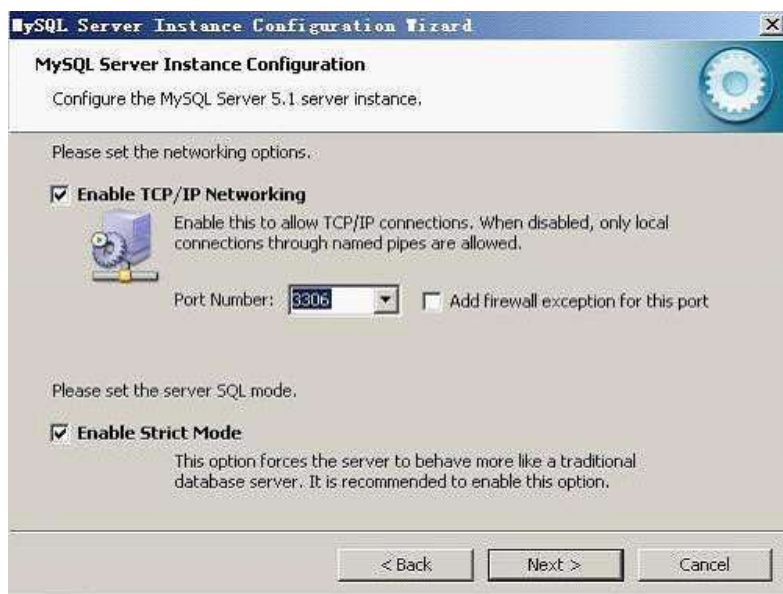 MySQL Server Instance Configuration Wizard
MySQL Server Instance Configuration
Configure the MySQL Server 5.1 server instance.
Please set the networking options.
Enable TCP/IP Networking
Enable this to allow TCP/IP connections. When disabled, only local
connections through named pipes are allowed.
Port Number: 3306 Add firewall exception for this port
Please set the server SQL mode.
Enable Strict Mode
This option forces the server to behave more like a traditional
database server. It is recommended to enable this option.
< Back Next > Cancel